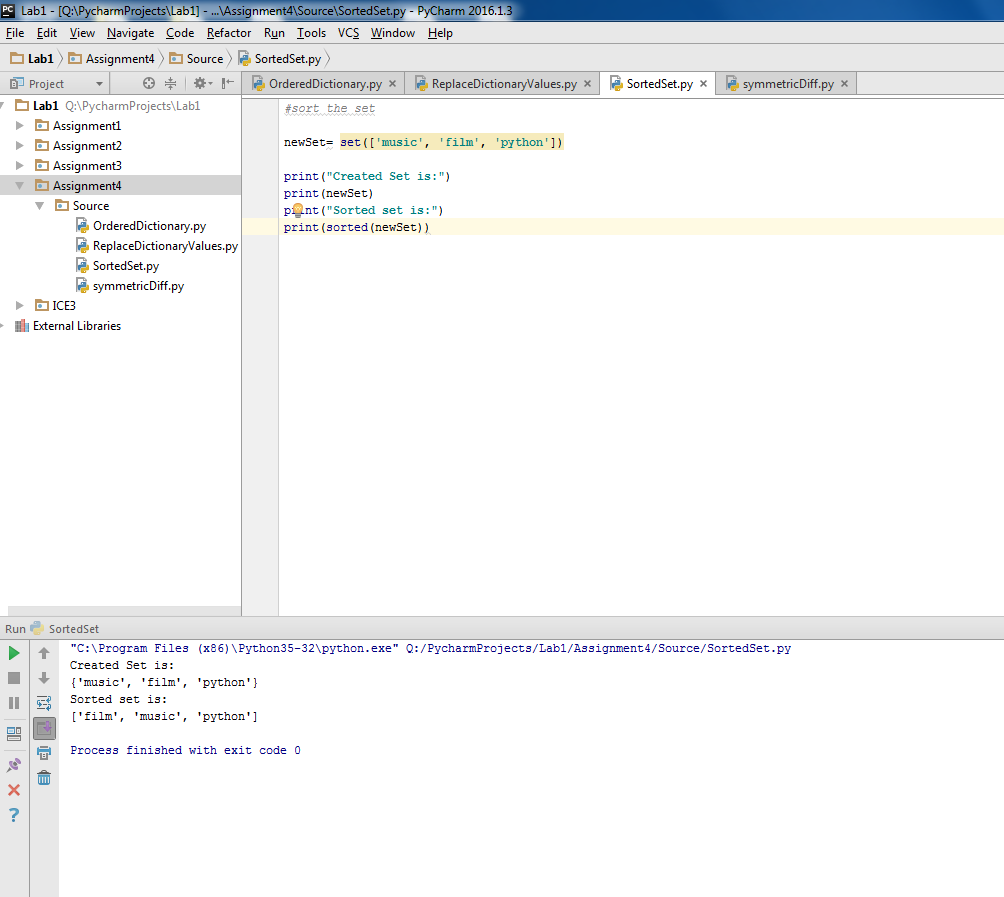 PC Lab1 - [Q:\PycharmProjects\Lab1] - ...\Assignment4\Source\SortedSet.py - PyCharm 2016.1.3
File Edit View Navigate Code Refactor Run Tools VCS Window Help
Lab1 Assignment4 Source SortedSet.py
Project
OrderedDictionary.py ReplaceDictionaryValues.py SortedSet.py symmetricDiff.py
Lab1 Q:\PycharmProjects\Lab1
Assignment1
Assignment2
Assignment3
Assignment4
Source
OrderedDictionary.py
ReplaceDictionaryValues.py
SortedSet.py
symmetricDiff.py
ICE3
External Libraries
#sort the set
newSet= set(['music', 'film', 'python'])
print("Created Set is:")
print(newSet)
print("Sorted set is:")
print(sorted(newSet))
Run SortedSet
"C:\Program Files (x86)\Python35-32\python.exe" Q:/PycharmProjects/Lab1/Assignment4/Source/SortedSet.py
Created Set is:
{'music', 'film', 'python'}
Sorted set is:
['film', 'music', 'python']
Process finished with exit code 0